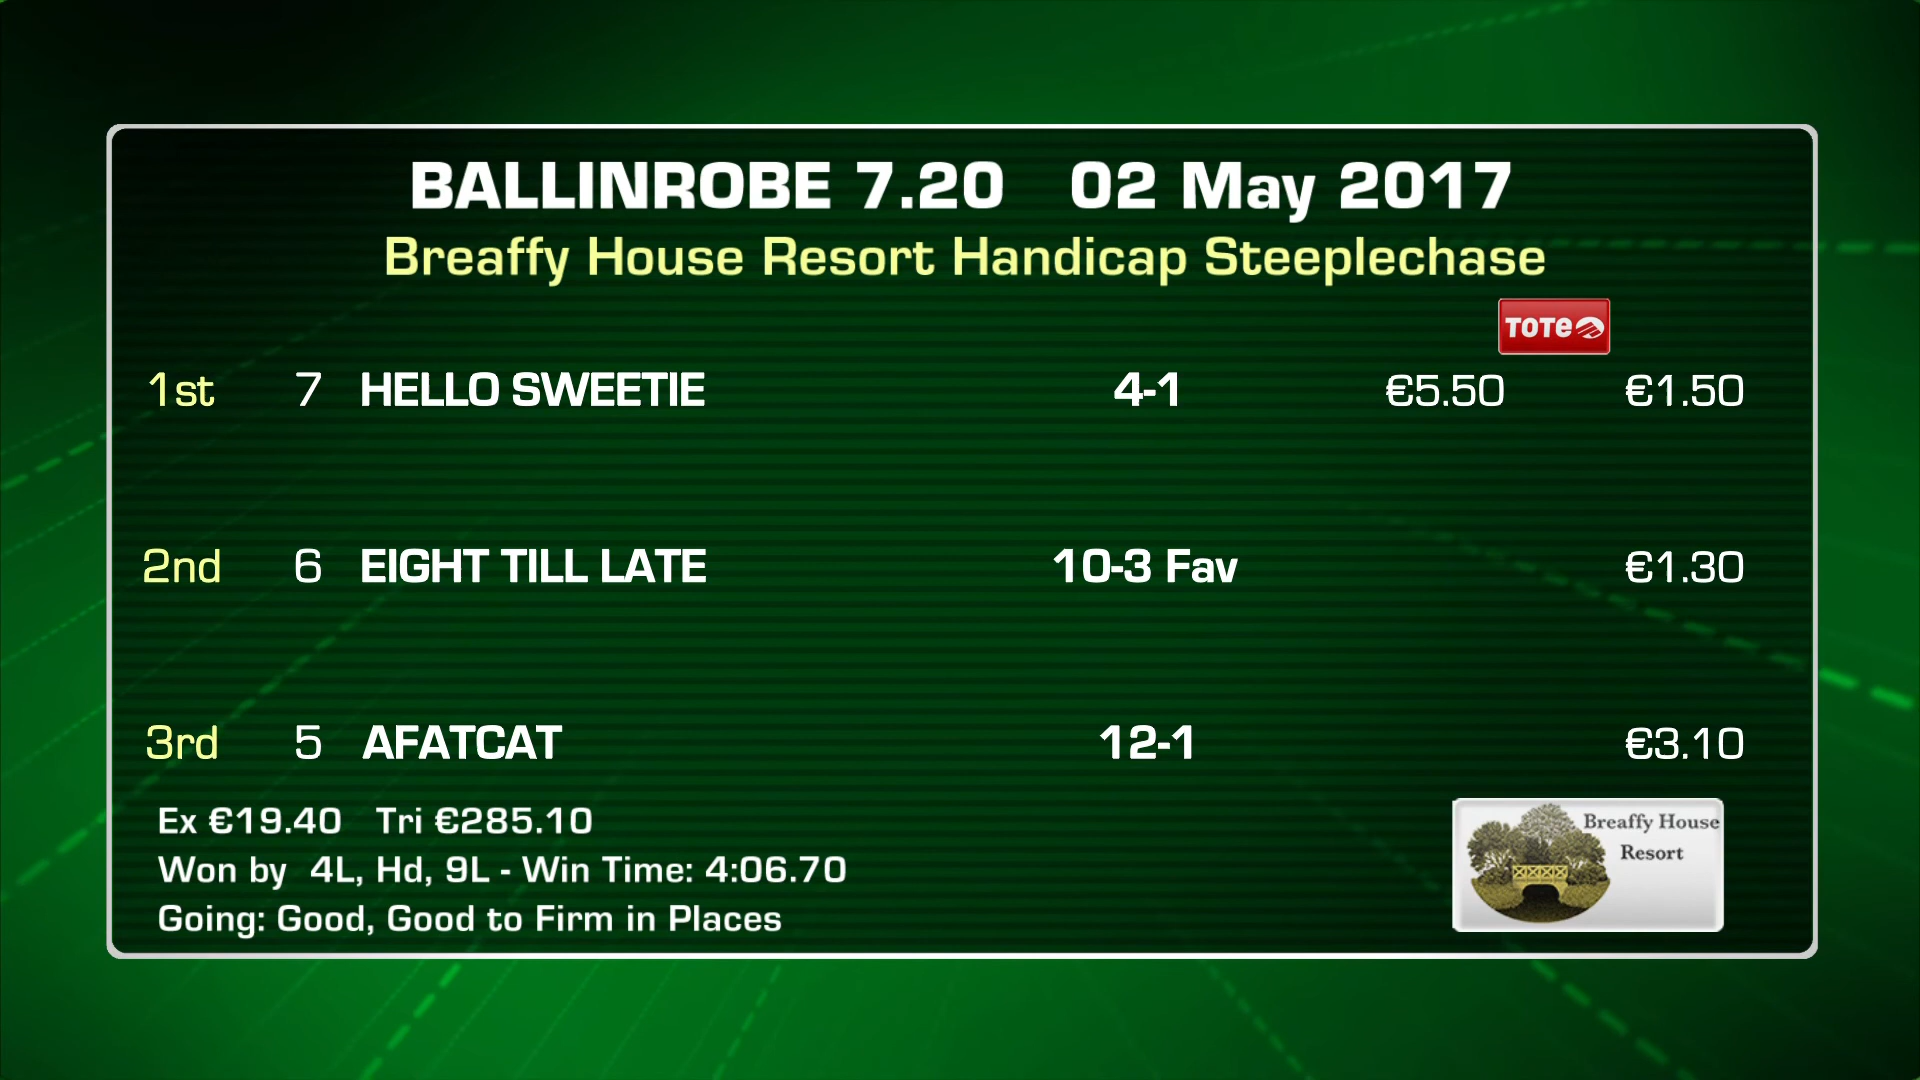 BALLINROBE 7.20 02 May 2017
Breaffy House Resort Handicap Steeplechase
TOTE
1st 7 HELLO SWEETIE 4-1 €5.50 €1.50
2nd 6 EIGHT TILL LATE 10-3 Fav €1.30
3rd 5 AFATCAT 12-1 €3.10
Ex €19.40 Tri €285.10
Won by 4L, Hd, 9L - Win Time: 4:06.70
Going: Good, Good to Firm in Places
Breaffy House
Resort